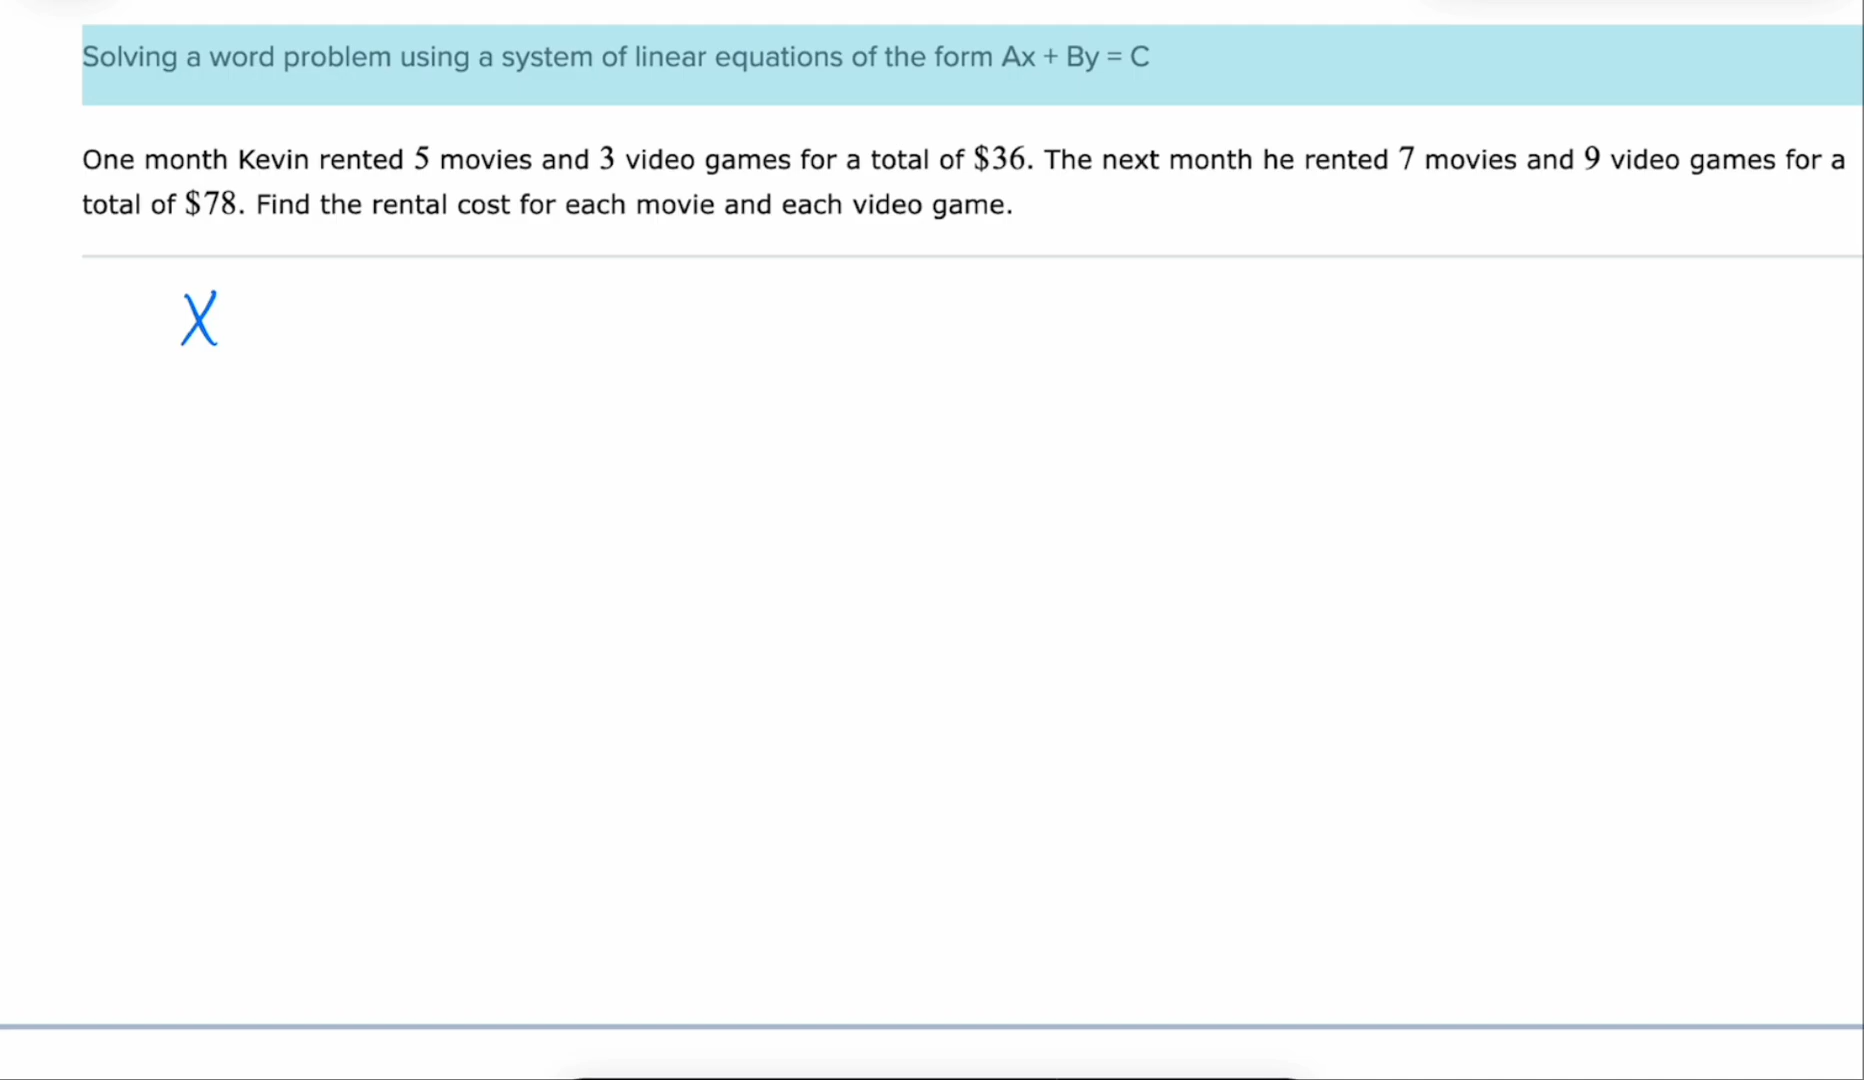 Solving a word problem using a system of linear equations of the form Ax + By = C
One month Kevin rented 5 movies and 3 video games for a total of $36. The next month he rented 7 movies and 9 video games for a
total of $78. Find the rental cost for each movie and each video game.
X